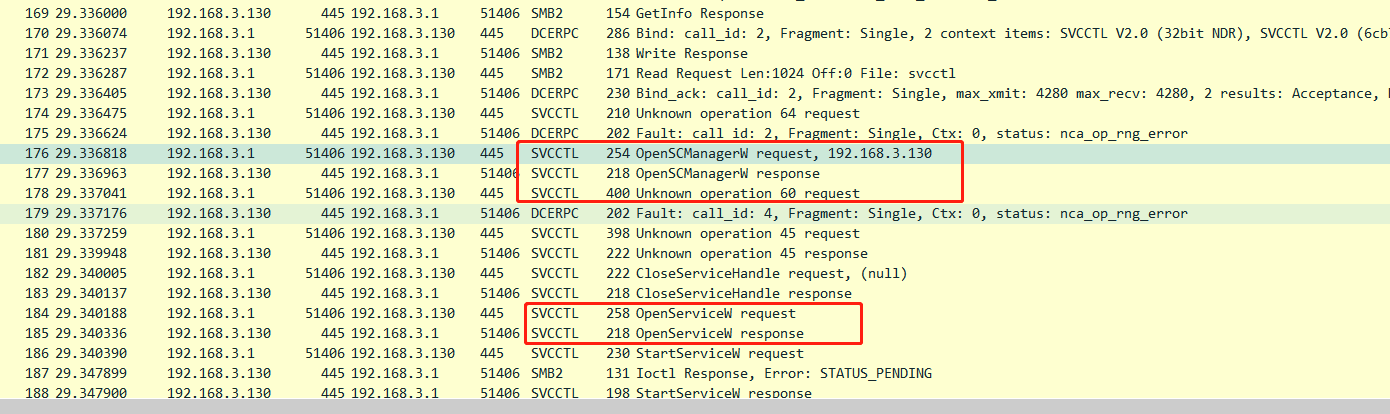 169 29.336000 192.168.3.130 445 192.168.3.1 51406 SMB2 154 GetInfo Response
170 29.336074 192.168.3.1 51406 192.168.3.130 445 DCERPC 286 Bind: call_id: 2, Fragment: Single, 2 context items: SVCCTL V2.0 (32bit NDR), SVCCTL V2.0 (6cb
171 29.336237 192.168.3.130 445 192.168.3.1 51406 SMB2 138 Write Response
172 29.336287 192.168.3.1 51406 192.168.3.130 445 SMB2 171 Read Request Len:1024 Off:0 File: svcctl
173 29.336405 192.168.3.130 445 192.168.3.1 51406 DCERPC 230 Bind_ack: call_id: 2, Fragment: Single, max_xmit: 4280 max_recv: 4280, 2 results: Acceptance,
174 29.336475 192.168.3.1 51406 192.168.3.130 445 SVCCTL 210 Unknown operation 64 request
175 29.336624 192.168.3.130 445 192.168.3.1 51406 DCERPC 202 Fault: call_id: 2, Fragment: Single, Ctx: 0, status: nca_op_rng_error
176 29.336818 192.168.3.1 51406 192.168.3.130 445 SVCCTL 254 OpenSCManagerW request, 192.168.3.130
177 29.336963 192.168.3.130 445 192.168.3.1 51406 SVCCTL 218 OpenSCManagerW response
178 29.337041 192.168.3.1 51406 192.168.3.130 445 SVCCTL 400 Unknown operation 60 request
179 29.337176 192.168.3.130 445 192.168.3.1 51406 DCERPC 202 Fault: call_id: 4, Fragment: Single, Ctx: 0, status: nca_op_rng_error
180 29.337259 192.168.3.1 51406 192.168.3.130 445 SVCCTL 398 Unknown operation 45 request
181 29.339948 192.168.3.130 445 192.168.3.1 51406 SVCCTL 222 Unknown operation 45 response
182 29.340005 192.168.3.1 51406 192.168.3.130 445 SVCCTL 222 CloseServiceHandle request, (null)
183 29.340137 192.168.3.130 445 192.168.3.1 51406 SVCCTL 218 CloseServiceHandle response
184 29.340188 192.168.3.1 51406 192.168.3.130 445 SVCCTL 258 OpenServiceW request
185 29.340336 192.168.3.130 445 192.168.3.1 51406 SVCCTL 218 OpenServiceW response
186 29.340390 192.168.3.1 51406 192.168.3.130 445 SVCCTL 230 StartServiceW request
187 29.347899 192.168.3.130 445 192.168.3.1 51406 SMB2 131 Ioctl Response, Error: STATUS_PENDING
188 29.347900 192.168.3.130 445 192.168.3.1 51406 SVCCTL 198 StartServiceW response